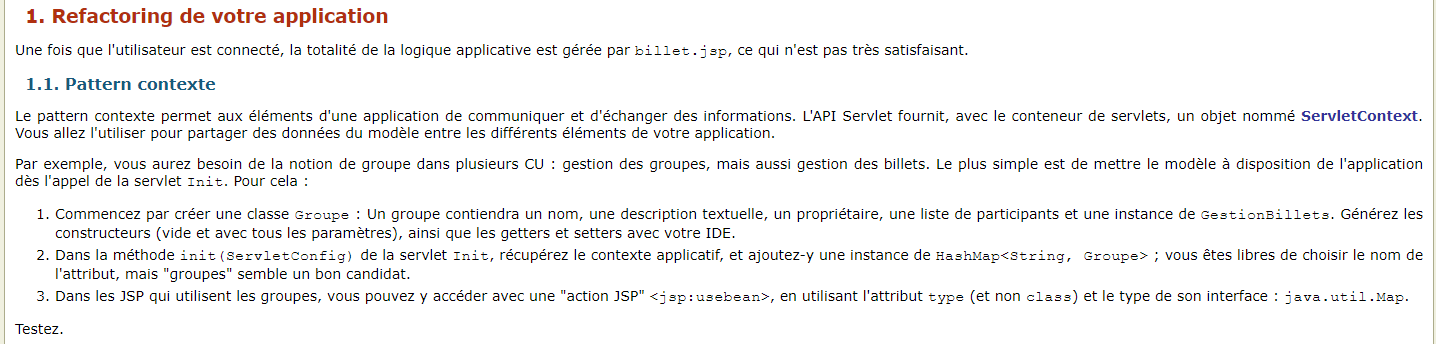 1. Refactoring de votre application
Une fois que l'utilisateur est connecté, la totalité de la logique applicative est gérée par billet.jsp, ce qui n'est pas très satisfaisant.
1.1. Pattern contexte
Le pattern contexte permet aux éléments d'une application de communiquer et d'échanger des informations. L'API Servlet fournit, avec le conteneur de servlets, un objet nommé ServletContext.
Vous allez l'utiliser pour partager des données du modèle entre les différents éléments de votre application.
Par exemple, vous aurez besoin de la notion de groupe dans plusieurs CU : gestion des groupes, mais aussi gestion des billets. Le plus simple est de mettre le modèle à disposition de l'application
dès l'appel de la servlet Init. Pour cela :
1. Commencez par créer une classe Groupe : Un groupe contiendra un nom, une description textuelle, un propriétaire, une liste de participants et une instance de GestionBillets. Générez les
constructeurs (vide et avec tous les paramètres), ainsi que les getters et setters avec votre IDE.
2. Dans la méthode init(ServletConfig) de la servlet Init, récupérez le contexte applicatif, et ajoutez-y une instance de HashMap<String, Groupe> ; vous êtes libres de choisir le nom de
l'attribut, mais "groupes" semble un bon candidat.
3. Dans les JSP qui utilisent les groupes, vous pouvez y accéder avec une "action JSP" <jsp:usebean>, en utilisant l'attribut type (et non class) et le type de son interface : java.util.Map.
Testez.